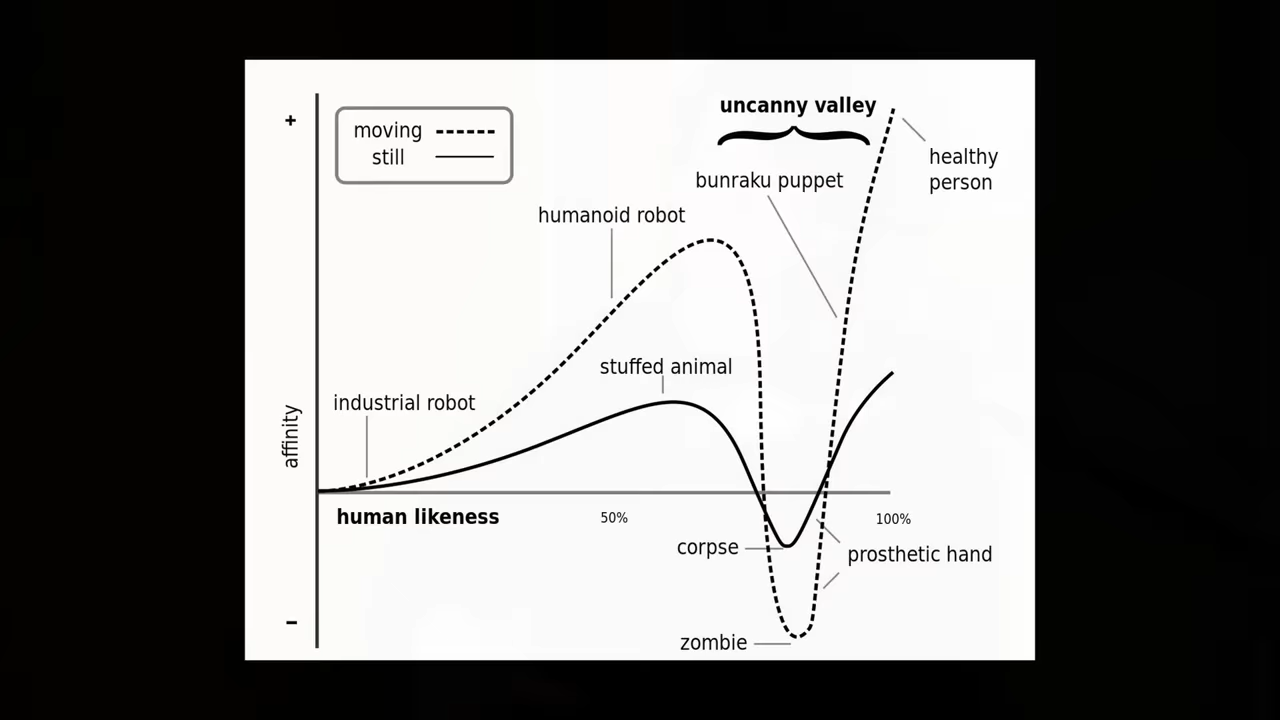 uncanny valley
+
moving
still
healthy
person
bunraku puppet
humanoid robot
stuffed animal
industrial robot
affinity
human likeness
50%
100%
corpse
prosthetic hand
–
zombie